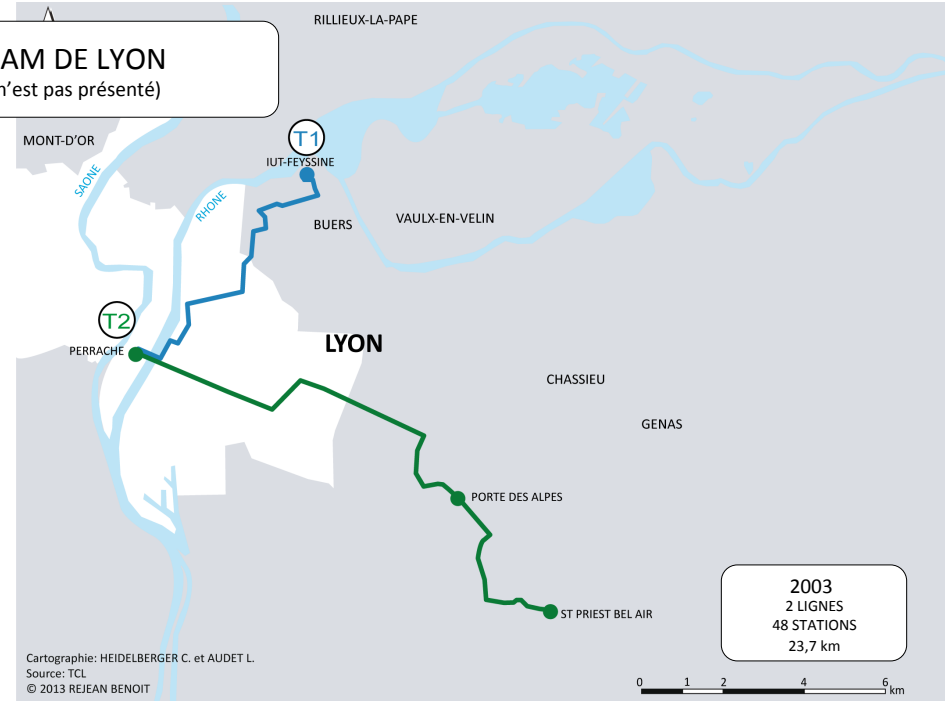 RILLIEUX-LA-PAPE
AM DE LYON
n’est pas présenté)
MONT-D'OR
T1
IUT-FEYSSINE
SAONE
RHONE
BUERS
VAULX-EN-VELIN
T2
PERRACHE
LYON
CHASSIEU
GENAS
PORTE DES ALPES
ST PRIEST BEL AIR
2003
2 LIGNES
48 STATIONS
23,7 km
Cartographie: HEIDELBERGER C. et AUDET L.
Source: TCL
© 2013 REJEAN BENOIT
0 1 2 4 6
km